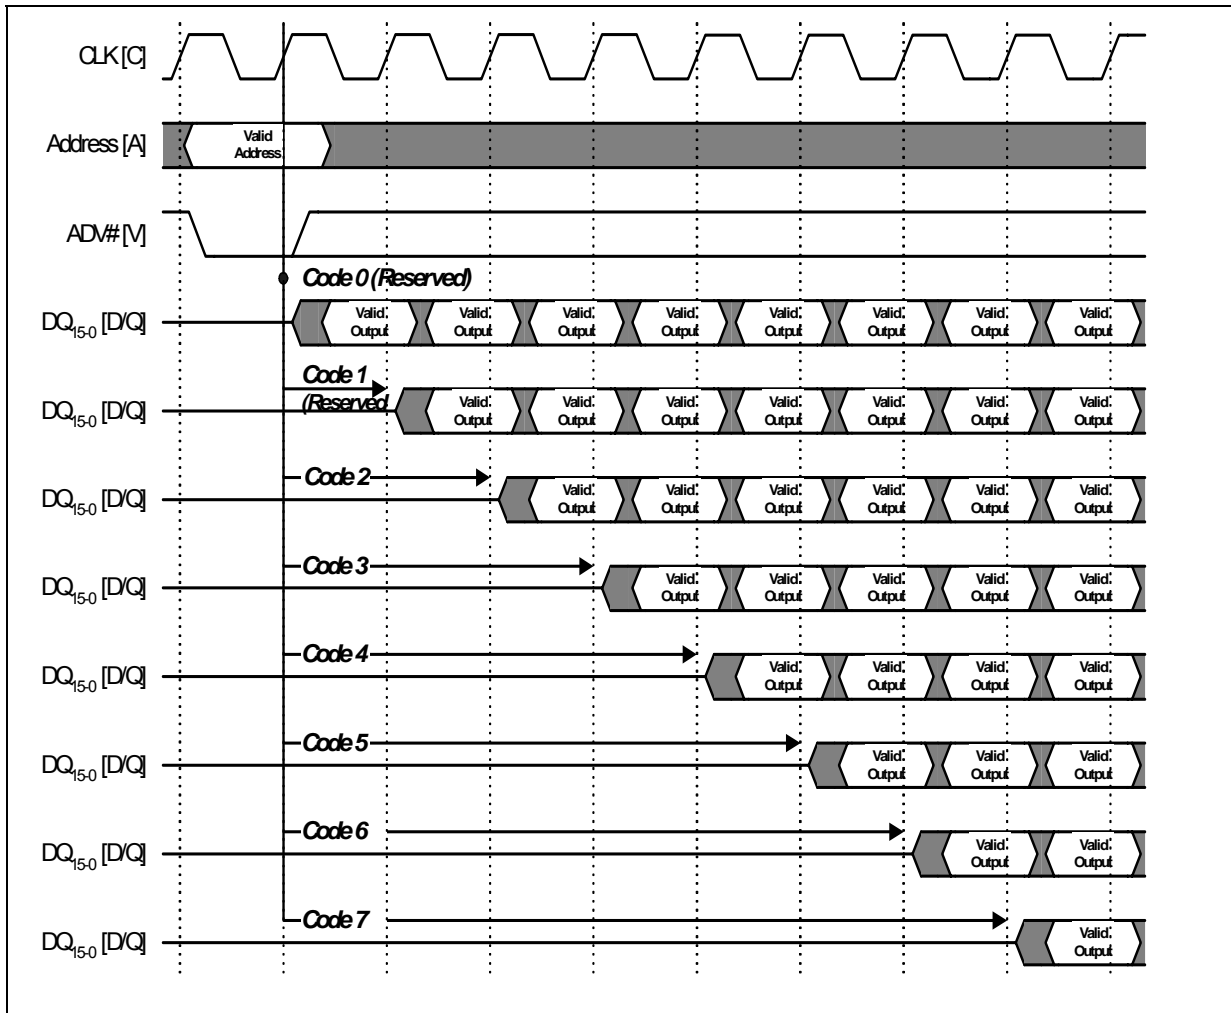 CLK [C]
Address [A]
Valid
Address
ADV# [V]
Code 0 (Reserved)
DQ15-0 [D/Q]
Valid Valid Valid Valid Valid Valid Valid Valid
Output Output Output Output Output Output Output Output
Code 1
(Reserved
DQ15-0 [D/Q]
Valid Valid Valid Valid Valid Valid Valid
Output Output Output Output Output Output Output
Code 2
DQ15-0 [D/Q]
Valid Valid Valid Valid Valid Valid
Output Output Output Output Output Output
Code 3
DQ15-0 [D/Q]
Valid Valid Valid Valid Valid
Output Output Output Output Output
Code 4
DQ15-0 [D/Q]
Valid Valid Valid Valid
Output Output Output Output
Code 5
DQ15-0 [D/Q]
Valid Valid Valid
Output Output Output
Code 6
DQ15-0 [D/Q]
Valid Valid
Output Output
Code 7
DQ15-0 [D/Q]
Valid
Output